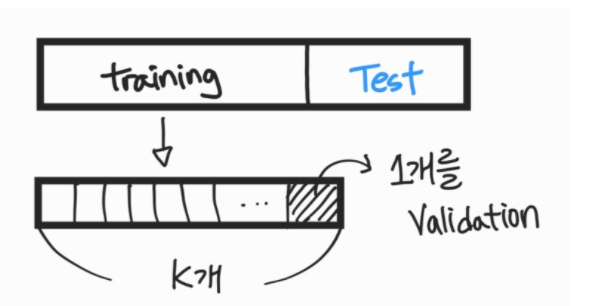 training
Test
...
1개를
Validation
K개